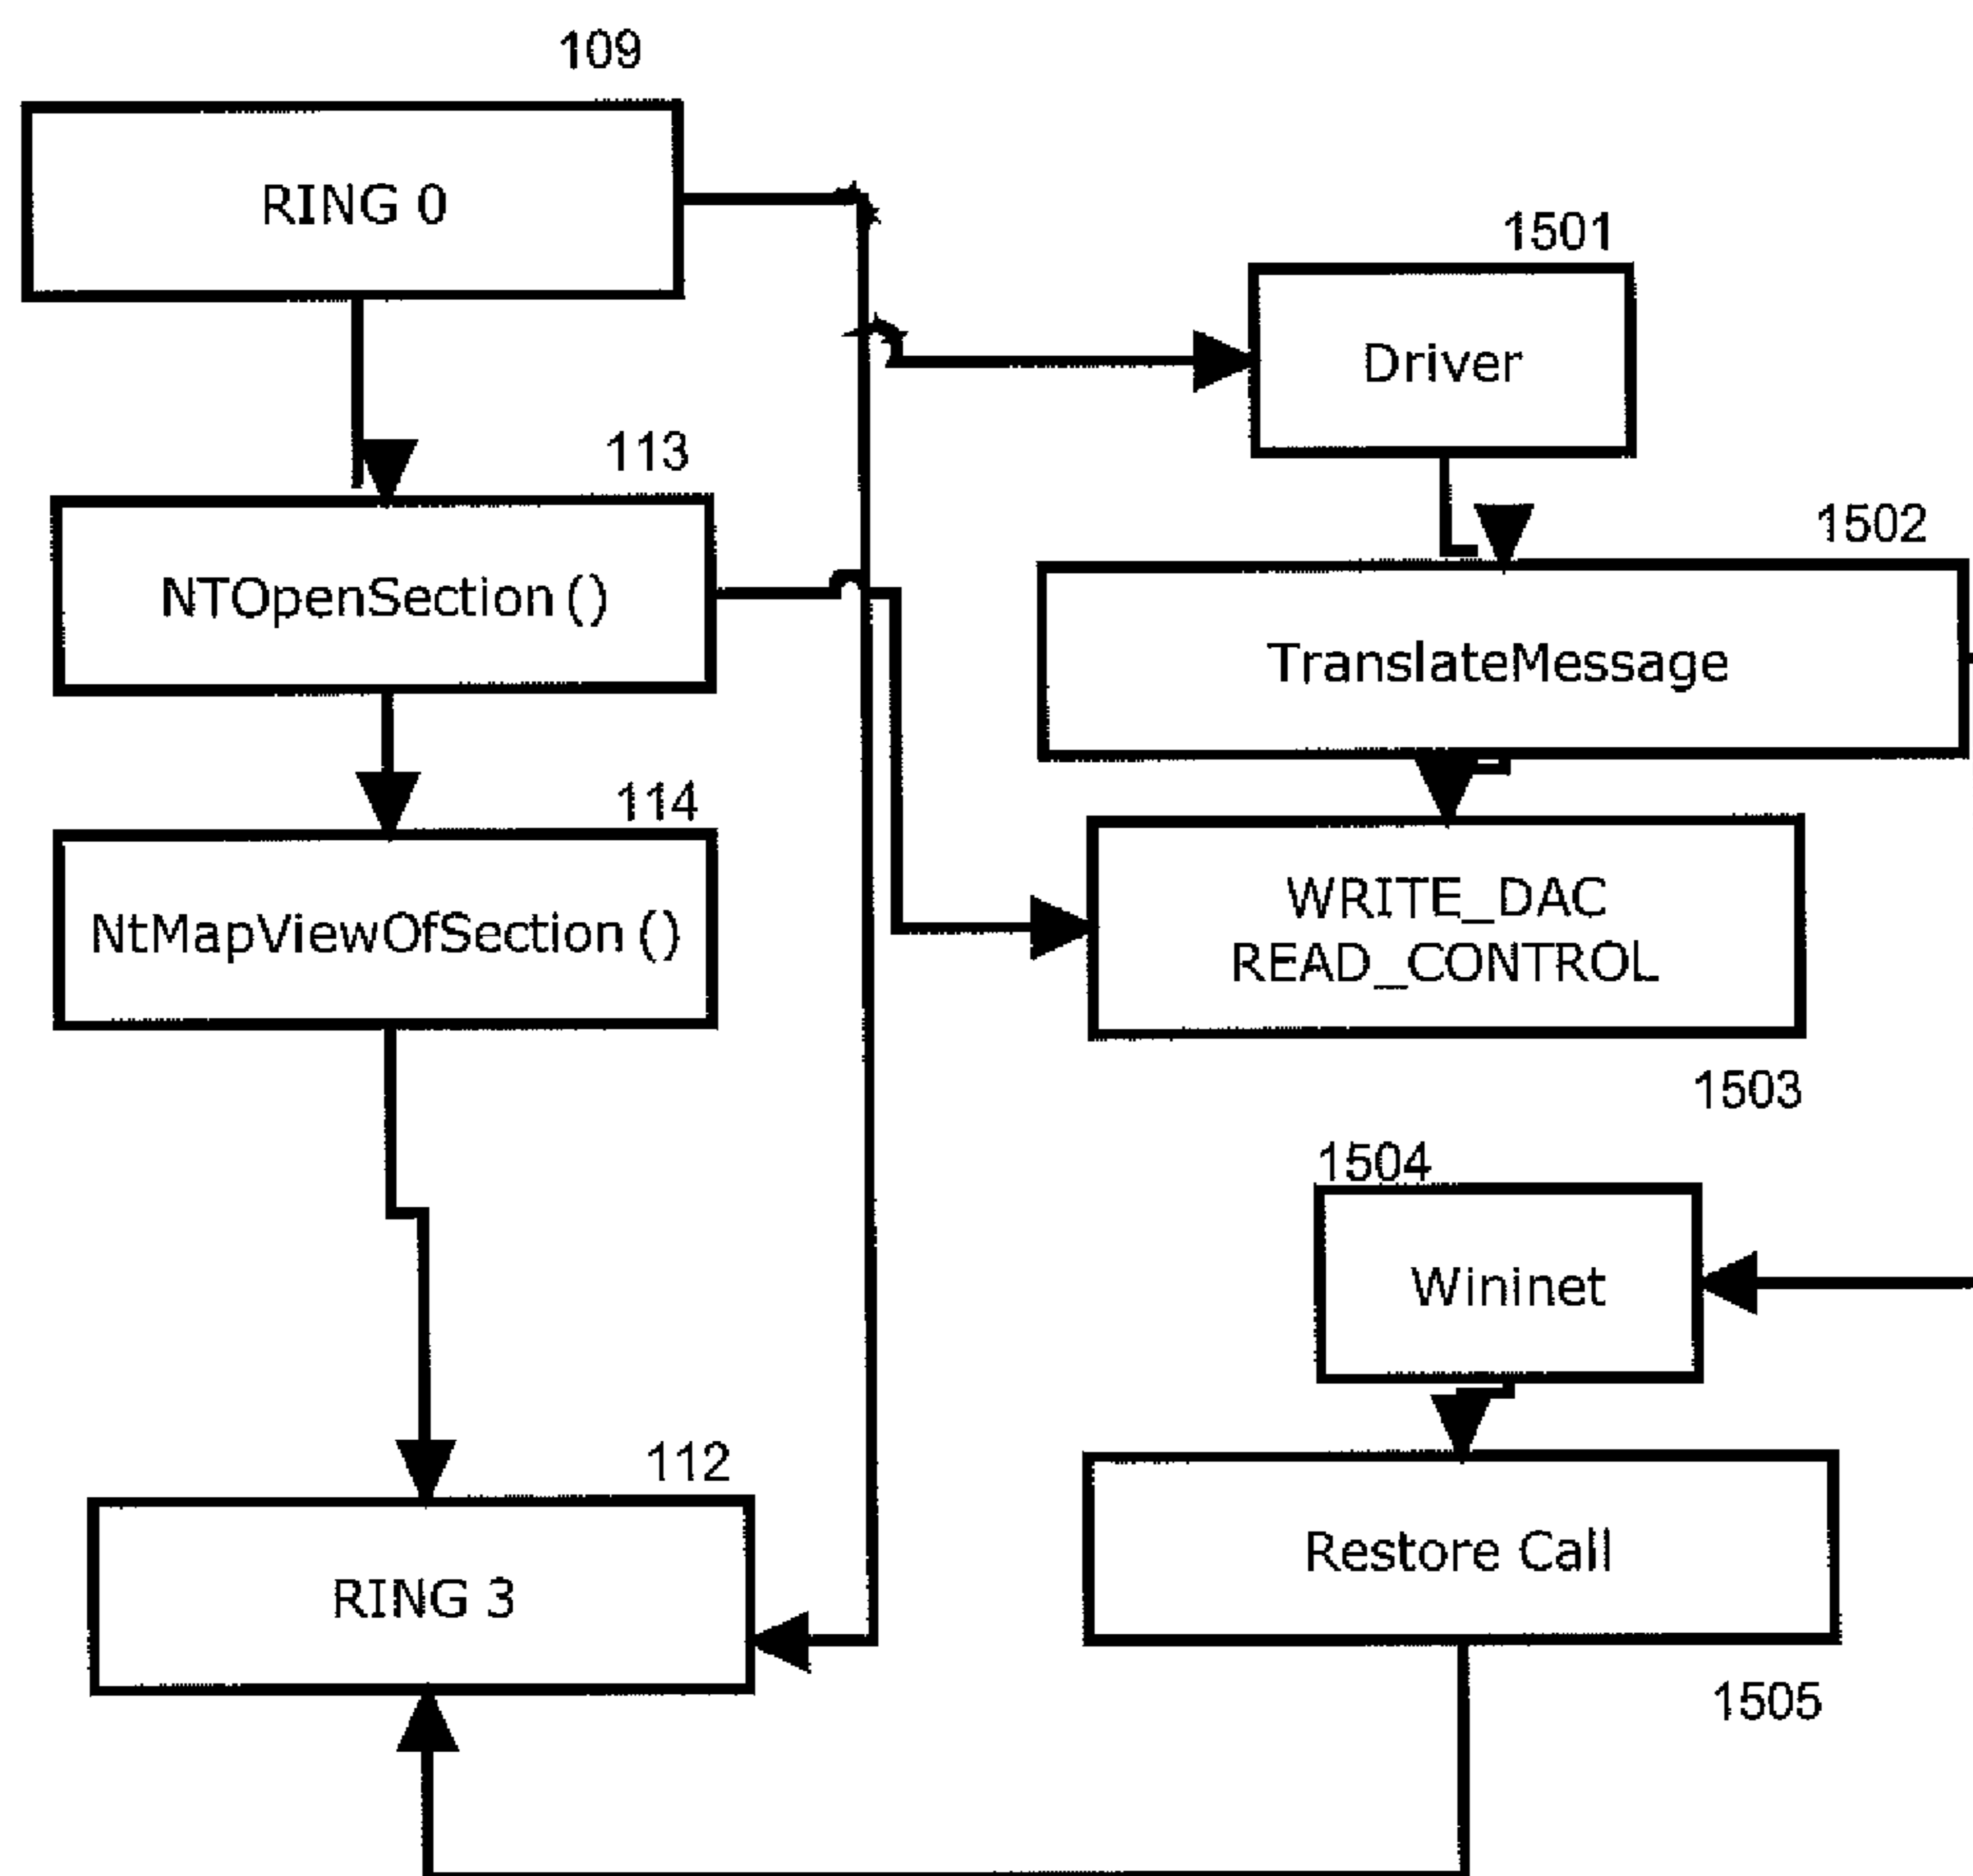 109
RING 0
1501
Driver
113
NTOpenSection ()
1502
TranslateMessage
114
NtMapViewOfSection ()
WRITE_DAC
READ_CONTROL
1503
1504
Wininet
112
RING 3
Restore Call
1505